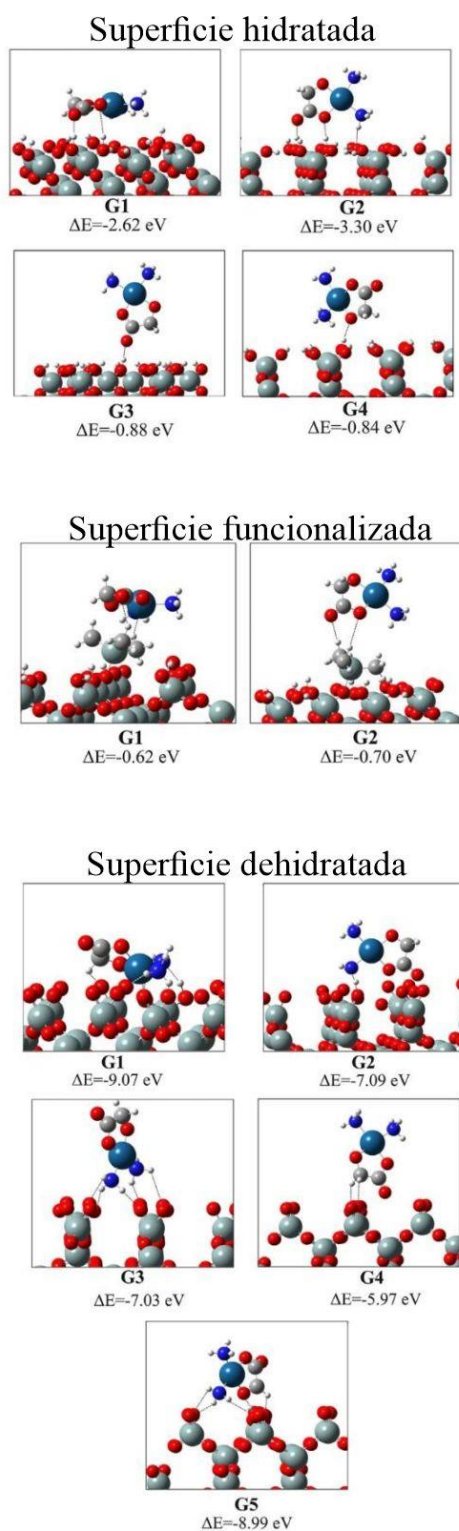 Superficie hidratada
G1 G2
ΔE=-2.62 eV ΔE=-3.30 eV
G3 G4
ΔE=-0.88 eV ΔE=-0.84 eV
Superficie funcionalizada
G1 G2
ΔE=-0.62 eV ΔE=-0.70 eV
Superficie dehidratada
G1 G2
ΔE=-9.07 eV ΔE=-7.09 eV
G3 G4
ΔE=-7.03 eV ΔE=-5.97 eV
G5
ΔE=-8.99 eV